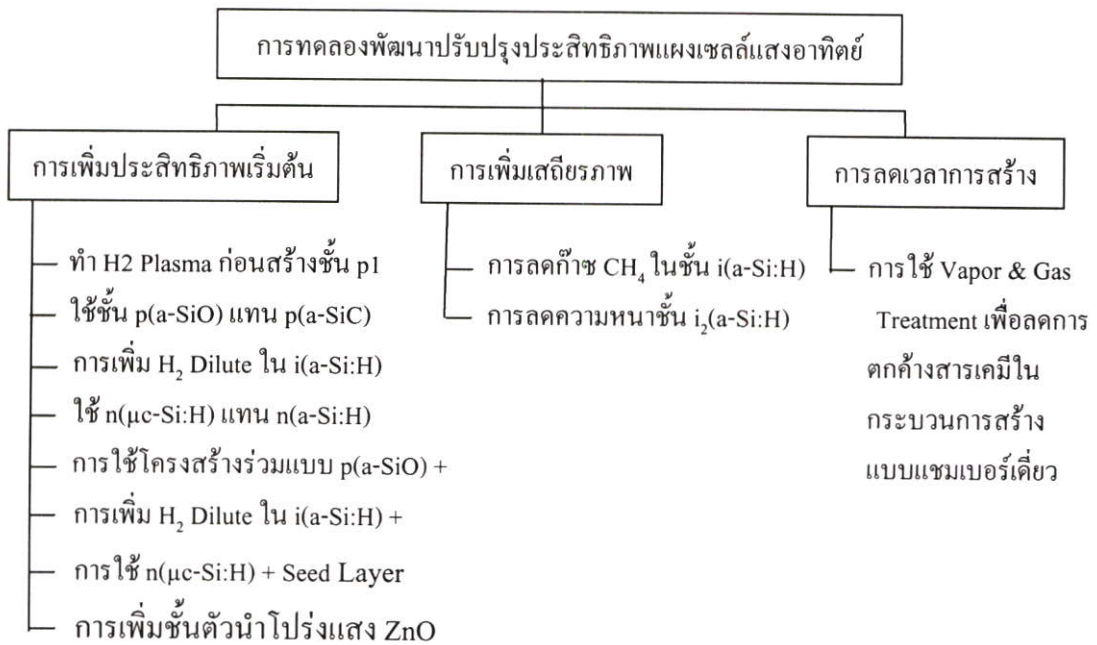 การทดลองพัฒนาปรับปรุงประสิทธิภาพแผงเซลล์แสงอาทิตย์
การเพิ่มประสิทธิภาพเริ่มต้น
ทำ H2 Plasma ก่อนสร้างชั้น p1
ใช้ชั้น p(a-SiO) แทน p(a-SiC)
การเพิ่ม H₂ Dilute ใน i(a-Si:H)
ใช้ n(μc-Si:H) แทน n(a-Si:H)
การใช้โครงสร้างร่วมแบบ p(a-SiO) +
การเพิ่ม H₂ Dilute ใน i(a-Si:H) +
การใช้ n(μc-Si:H) + Seed Layer
การเพิ่มชั้นตัวนำโปร่งแสง ZnO
การเพิ่มเสถียรภาพ
การลดก๊าซ CH₄ ในชั้น i(a-Si:H)
การลดความหนาชั้น i₂(a-Si:H)
การลดเวลาการสร้าง
การใช้ Vapor & Gas
Treatment เพื่อลดการ
ตกค้างสารเคมีใน
กระบวนการสร้าง
แบบแชมเบอร์เดี่ยว